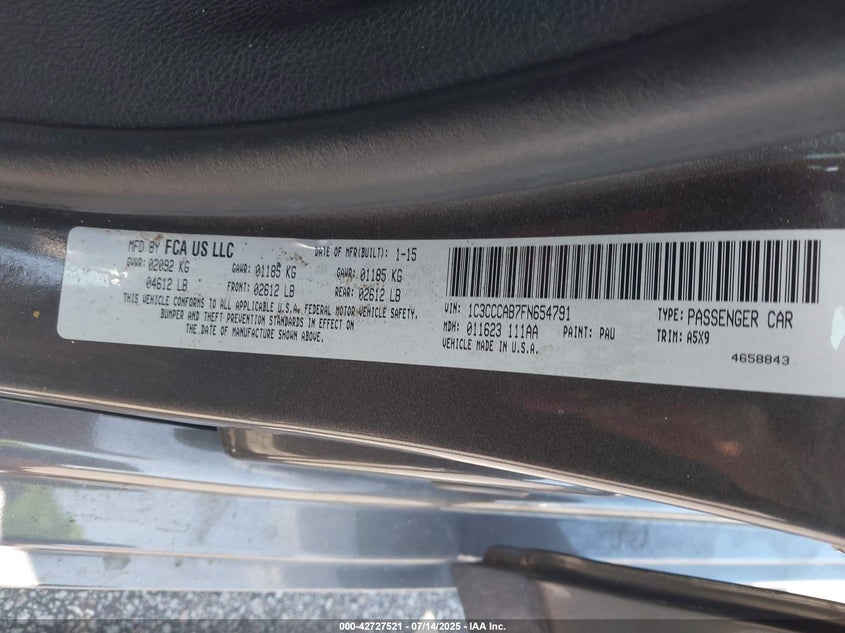 MFD BY FCA US LLC
DATE OF MFR(BUILT): 1-15
GVWR: 02092 KG GAWR: 01185 KG GAWR: 01185 KG
04612 LB FRONT: 02612 LB REAR: 02612 LB
THIS VEHICLE CONFORMS TO ALL APPLICABLE U.S.A. FEDERAL MOTOR VEHICLE SAFETY,
BUMPER AND THEFT PREVENTION STANDARDS IN EFFECT ON
THE DATE OF MANUFACTURE SHOWN ABOVE.
VIN: 1C3CCCAB7FN654791 TYPE: PASSENGER CAR
MDH: 011623 111AA PAINT: PAU TRIM: A5X9
VEHICLE MADE IN U.S.A.
4658843
000-42727521 | 07/14/2025 | IAA Inc.